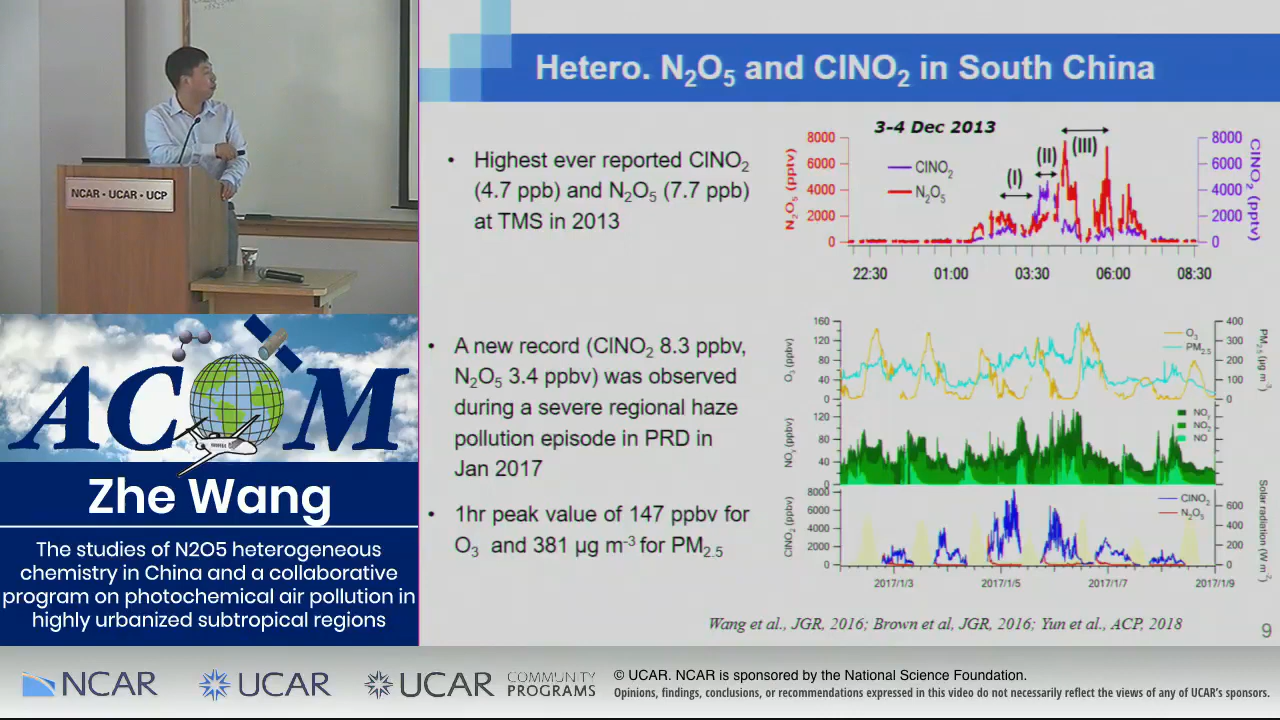 Hetero. N2O5 and ClNO2 in South China
• Highest ever reported ClNO2
(4.7 ppb) and N2O5 (7.7 ppb)
at TMS in 2013
3-4 Dec 2013
8000
6000
4000
2000
0
N2O5 (pptv)
ClNO2
N2O5
(I)
(II)
(III)
8000
6000
4000
2000
0
ClNO2 (pptv)
22:30 01:00 03:30 06:00 08:30
• A new record (ClNO2 8.3 ppbv,
N2O5 3.4 ppbv) was observed
during a severe regional haze
pollution episode in PRD in
Jan 2017
• 1hr peak value of 147 ppbv for
O3 and 381 µg m-3 for PM2.5
160
120
80
40
0
O3 (ppbv)
O3
PM2.5
400
300
200
100
0
PM2.5 (µg m-3)
120
80
40
0
NOy (ppbv)
NOy
NO2
NO
8000
6000
4000
2000
0
ClNO2 (ppbv)
ClNO2
N2O5
600
400
200
0
Solar radiation (W m-2)
2017/1/3 2017/1/5 2017/1/7 2017/1/9
Wang et al., JGR, 2016; Brown et al, JGR, 2016; Yun et al., ACP, 2018
9
NCAR • UCAR • UCP
ACOM
Zhe Wang
The studies of N2O5 heterogeneous
chemistry in China and a collaborative
program on photochemical air pollution in
highly urbanized subtropical regions
NCAR
UCAR
UCAR
COMMUNITY
PROGRAMS
© UCAR. NCAR is sponsored by the National Science Foundation.
Opinions, findings, conclusions, or recommendations expressed in this video do not necessarily reflect the views of any of UCAR's sponsors.